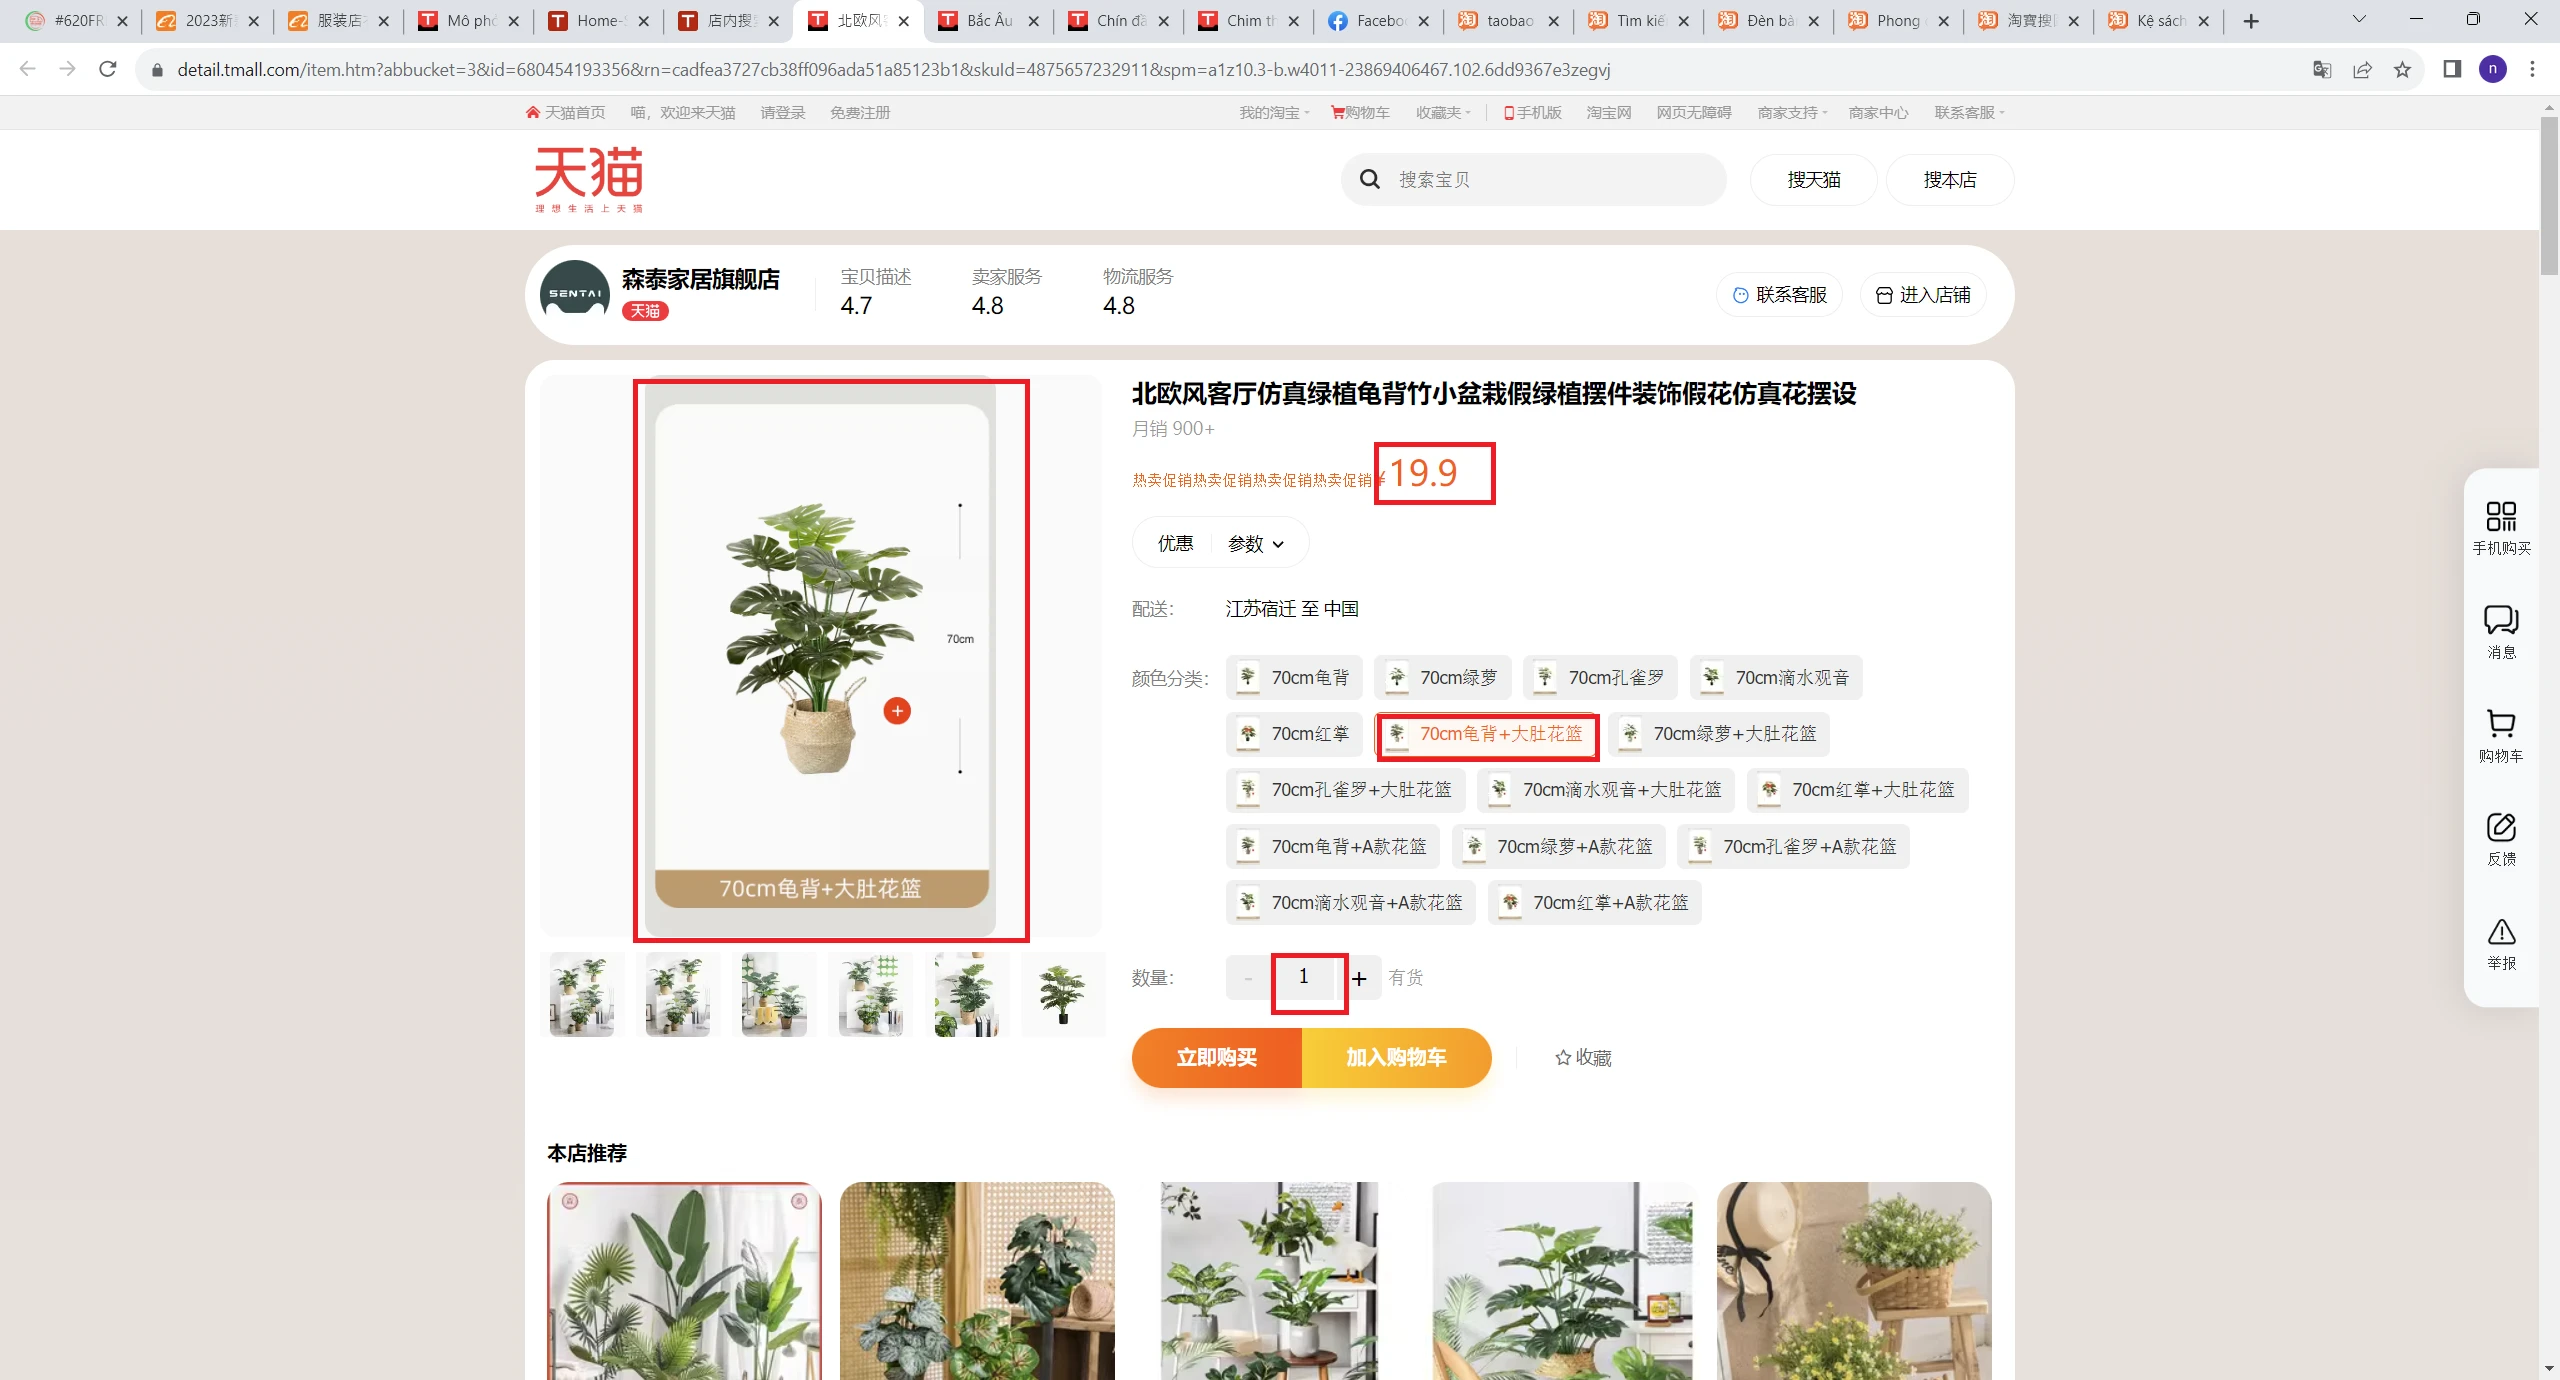 #620FR
2023新
服装店
Mô phỏ
Home-
店内搜
北欧风
Bắc Âu
Chín đầ
Chim th
Faceboo
taobao
Tìm kiế
Đèn bà
Phong
淘寶搜
Kệ sách
detail.tmall.com/item.htm?abbucket=3&id=680454193356&rn=cadfea3727cb38ff096ada51a85123b1&skuId=4875657232911&spm=a1z10.3-b.w4011-23869406467.102.6dd9367e3zegvj
n
天猫首页 喵，欢迎来天猫 请登录 免费注册
我的淘宝 购物车 收藏夹 手机版 淘宝网 网页无障碍 商家支持 商家中心 联系客服
天猫
理想生活上天猫
搜索宝贝
搜天猫
搜本店
SENTAI
森泰家居旗舰店
天猫
宝贝描述 卖家服务 物流服务
4.7 4.8 4.8
联系客服
进入店铺
70cm
70cm龟背+大肚花篮
北欧风客厅仿真绿植龟背竹小盆栽假绿植摆件装饰假花仿真花摆设
月销 900+
热卖促销热卖促销热卖促销热卖促销 ¥19.9
优惠 参数
配送： 江苏宿迁 至 中国
颜色分类： 70cm龟背 70cm绿萝 70cm孔雀罗 70cm滴水观音
70cm红掌 70cm龟背+大肚花篮 70cm绿萝+大肚花篮
70cm孔雀罗+大肚花篮 70cm滴水观音+大肚花篮 70cm红掌+大肚花篮
70cm龟背+A款花篮 70cm绿萝+A款花篮 70cm孔雀罗+A款花篮
70cm滴水观音+A款花篮 70cm红掌+A款花篮
数量： - 1 + 有货
立即购买 加入购物车 收藏
手机购买
消息
购物车
反馈
举报
本店推荐